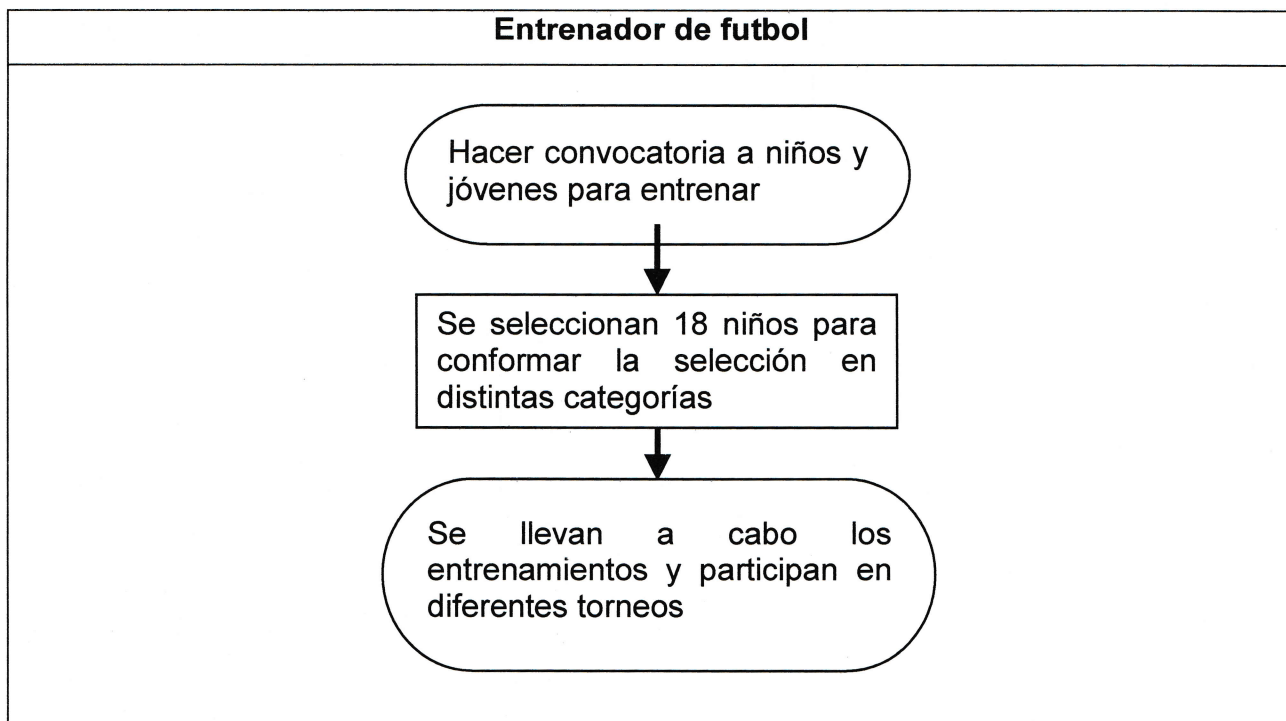 Entrenador de futbol
Hacer convocatoria a niños y
jóvenes para entrenar
Se seleccionan 18 niños para
conformar la selección en
distintas categorías
Se llevan a cabo los
entrenamientos y participan en
diferentes torneos